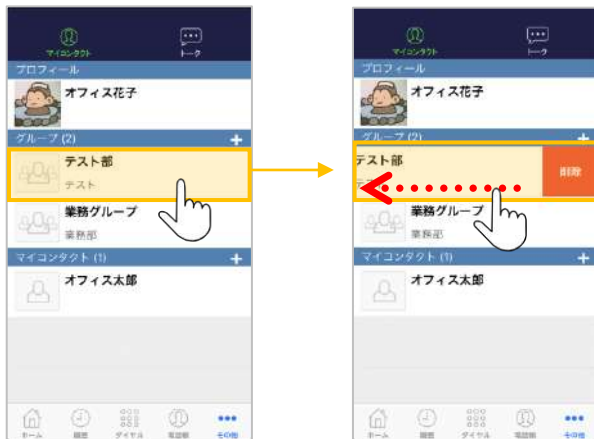 マイコンタクト
トーク
プロフィール
オフィス花子
グループ (2)
テスト部
テスト
業務グループ
業務部
マイコンタクト (1)
オフィス太郎
ホーム
履歴
ダイヤル
電話帳
その他
マイコンタクト
トーク
プロフィール
オフィス花子
グループ (2)
テスト部
削除
業務グループ
業務部
マイコンタクト (1)
オフィス太郎
ホーム
履歴
ダイヤル
電話帳
その他